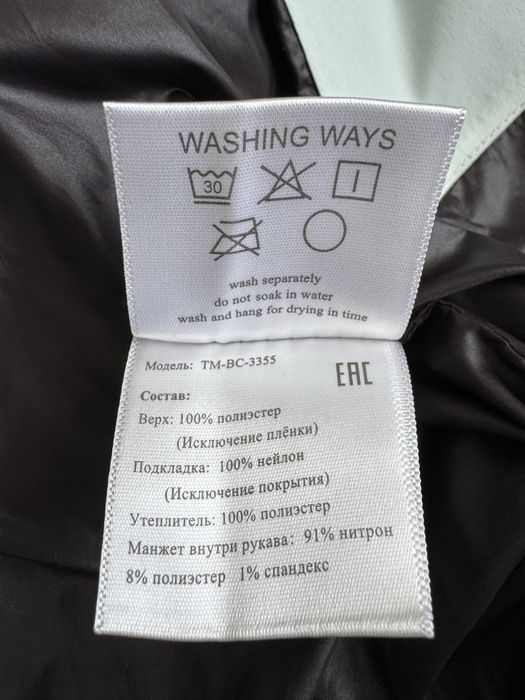 WASHING WAYS
30
wash separately
do not soak in water
wash and hang for drying in time
Модель: TM-BC-3355
EAC
Состав:
Верх: 100% полиэстер
(Исключение плёнки)
Подкладка: 100% нейлон
(Исключение покрытия)
Утеплитель: 100% полиэстер
Манжет внутри рукава: 91% нитрон
8% полиэстер 1% спандекс